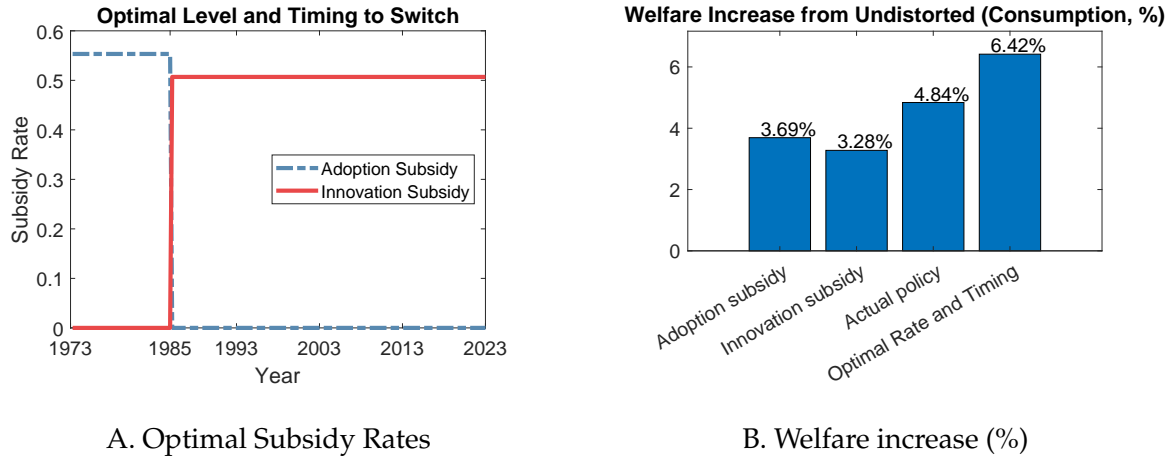 Optimal Level and Timing to Switch
0.6
0.5
0.4
0.3
0.2
0.1
0
Subsidy Rate
Adoption Subsidy
Innovation Subsidy
1973 1985 1993 2003 2013 2023
Year
A. Optimal Subsidy Rates
Welfare Increase from Undistorted (Consumption, %)
6
4
2
0
3.69%
3.28%
4.84%
6.42%
Adoption subsidy
Innovation subsidy
Actual policy
Optimal Rate and Timing
B. Welfare increase (%)